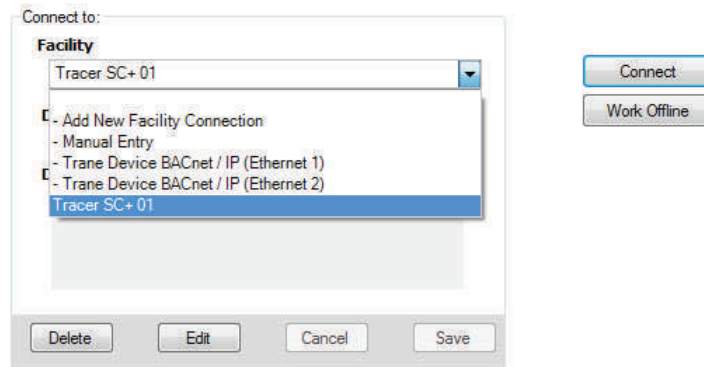 Connect to:
Facility
Tracer SC+ 01
- Add New Facility Connection
- Manual Entry
- Trane Device BACnet / IP (Ethernet 1)
- Trane Device BACnet / IP (Ethernet 2)
Tracer SC+ 01
Delete
Edit
Cancel
Save
Connect
Work Offline